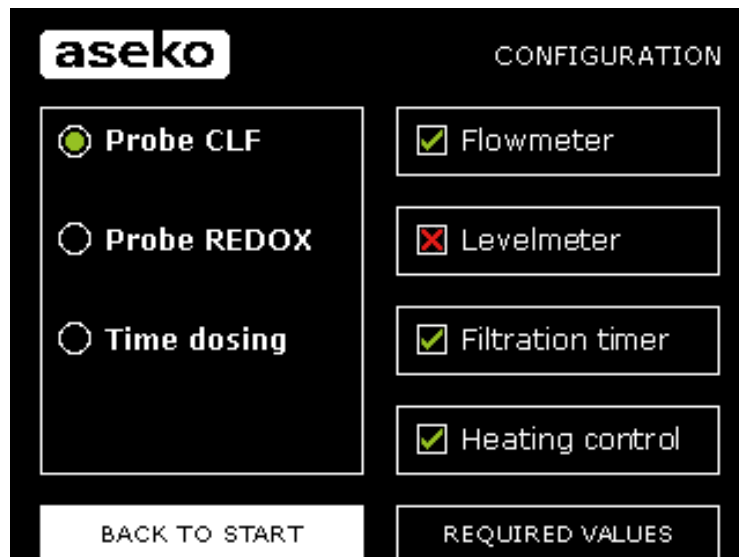 aseko
CONFIGURATION
Probe CLF
Probe REDOX
Time dosing
Flowmeter
Levelmeter
Filtration timer
Heating control
BACK TO START
REQUIRED VALUES